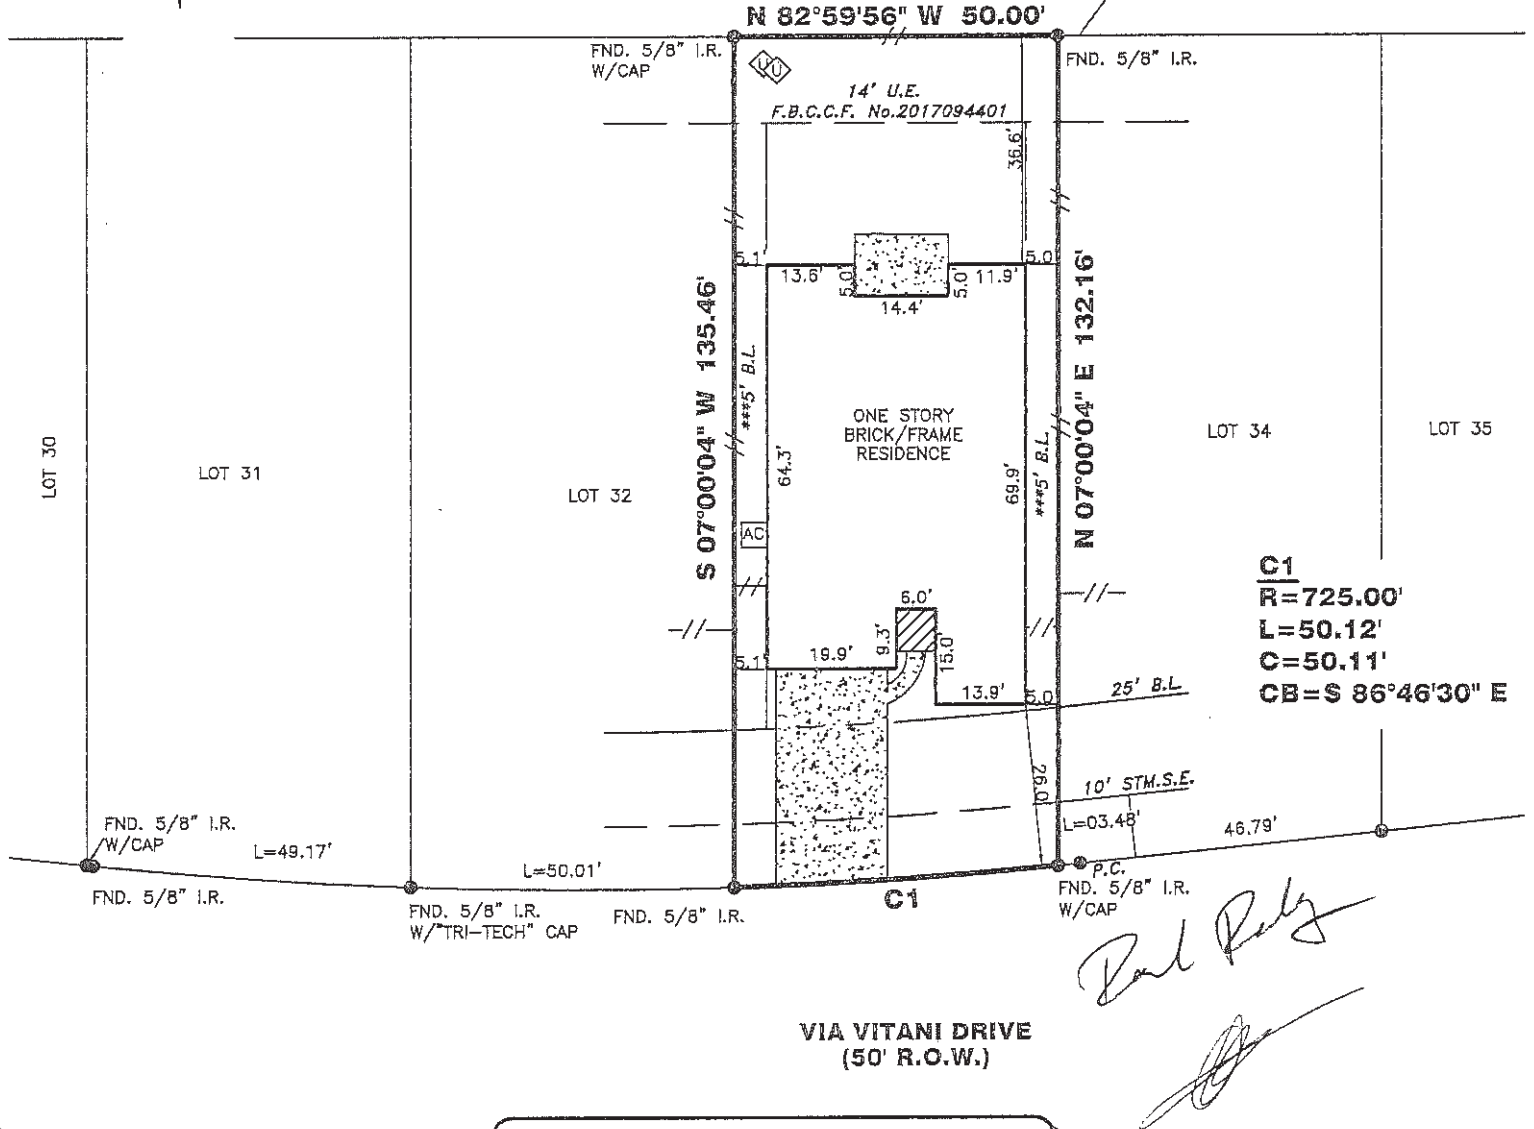 N 82°59'56" W 50.00'
FND. 5/8" I.R.
W/CAP
FND. 5/8" I.R.
U
U
14' U.E.
F.B.C.C.F. No.2017094401
36.6'
5.1'
13.6'
5.0'
14.4'
5.0'
11.9'
5.0'
S 07°00'04" W 135.46'
***5' B.L.
N 07°00'04" E 132.16'
ONE STORY
BRICK/FRAME
RESIDENCE
LOT 30
LOT 31
LOT 32
LOT 34
LOT 35
64.3'
69.9'
***5' B.L.
AC
C1
R=725.00'
L=50.12'
C=50.11'
CB=S 86°46'30" E
6.0'
9.3'
15.0'
5.1'
19.9'
13.9'
5.0
25' B.L.
26.0'
10' STM.S.E.
L=03.48'
46.79'
FND. 5/8" I.R.
W/CAP
L=49.17'
L=50.01'
P.C.
FND. 5/8" I.R.
FND. 5/8" I.R.
W/"TRI-TECH" CAP
FND. 5/8" I.R.
C1
FND. 5/8" I.R.
W/CAP
VIA VITANI DRIVE
(50' R.O.W.)